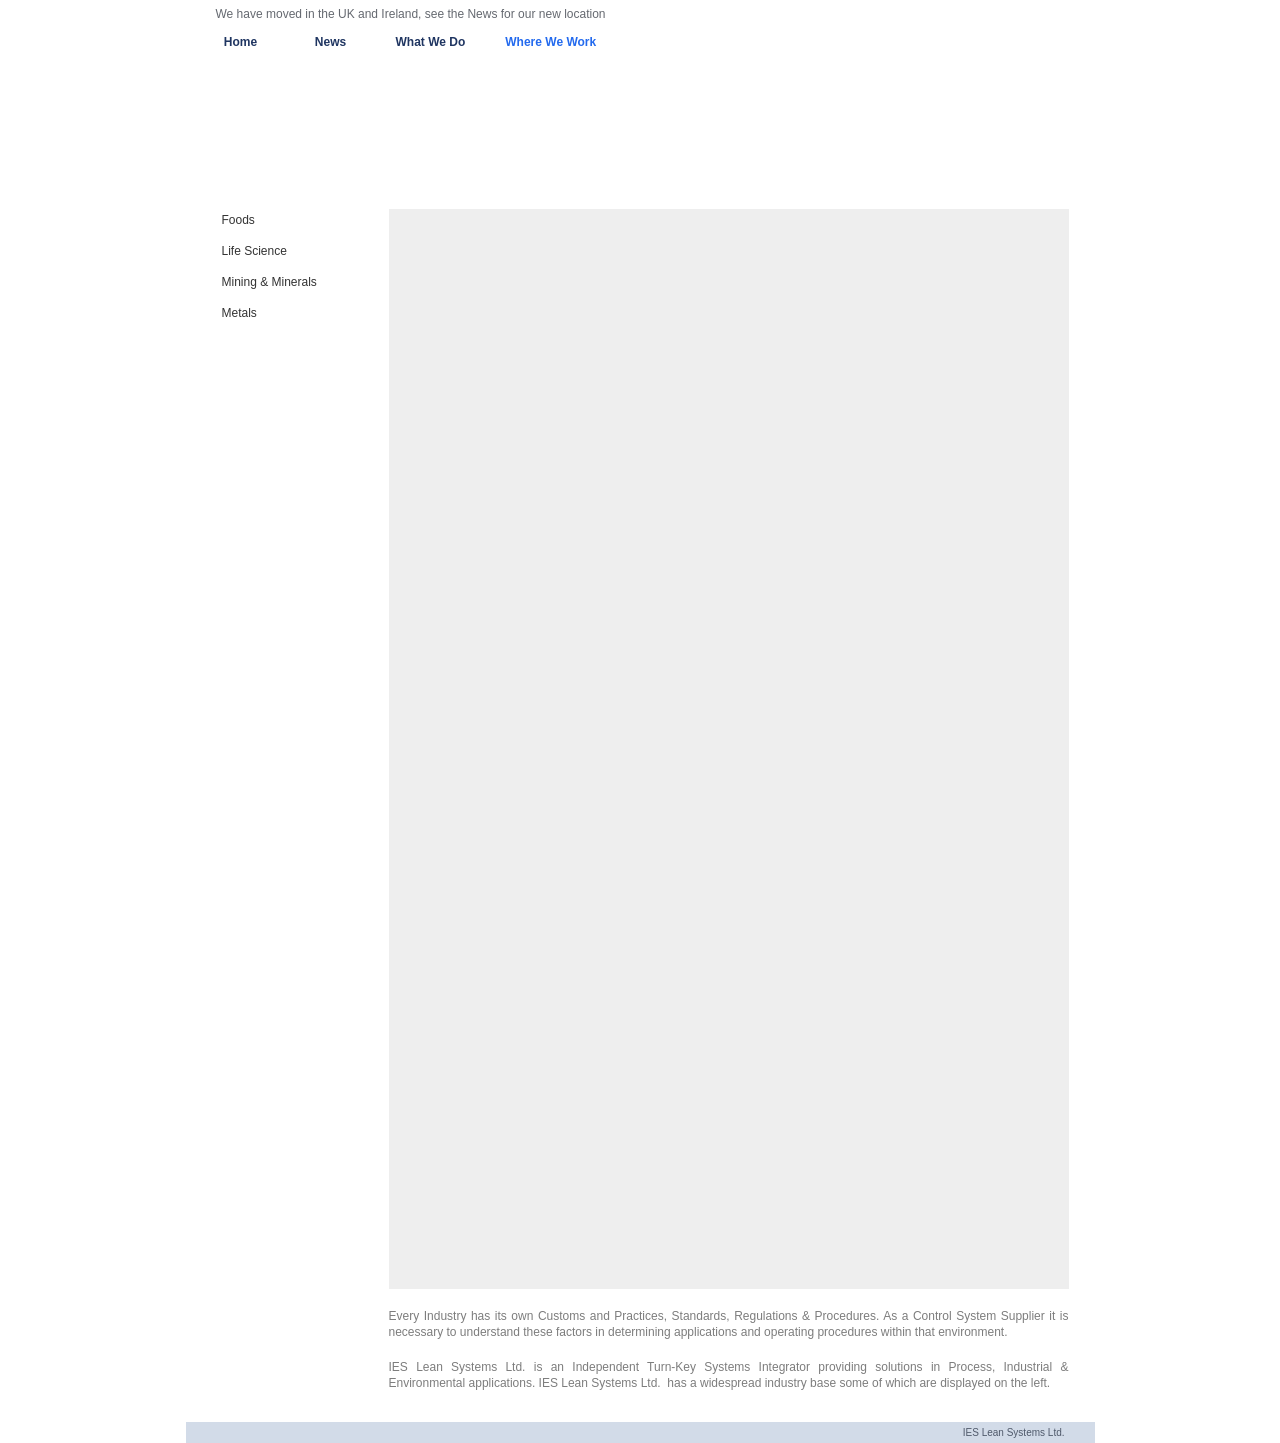 We have moved in the UK and Ireland, see the News for our new location
Home News What We Do Where We Work
Foods
Life Science
Mining & Minerals
Metals
Every Industry has its own Customs and Practices, Standards, Regulations & Procedures. As a Control System Supplier it is
necessary to understand these factors in determining applications and operating procedures within that environment.
IES Lean Systems Ltd. is an Independent Turn-Key Systems Integrator providing solutions in Process, Industrial &
Environmental applications. IES Lean Systems Ltd.  has a widespread industry base some of which are displayed on the left.
IES Lean Systems Ltd.